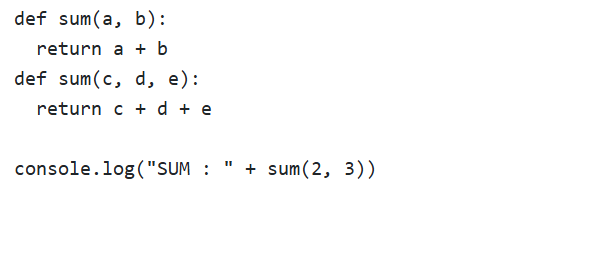 def sum(a, b):
  return a + b
def sum(c, d, e):
  return c + d + e

console.log("SUM : " + sum(2, 3))